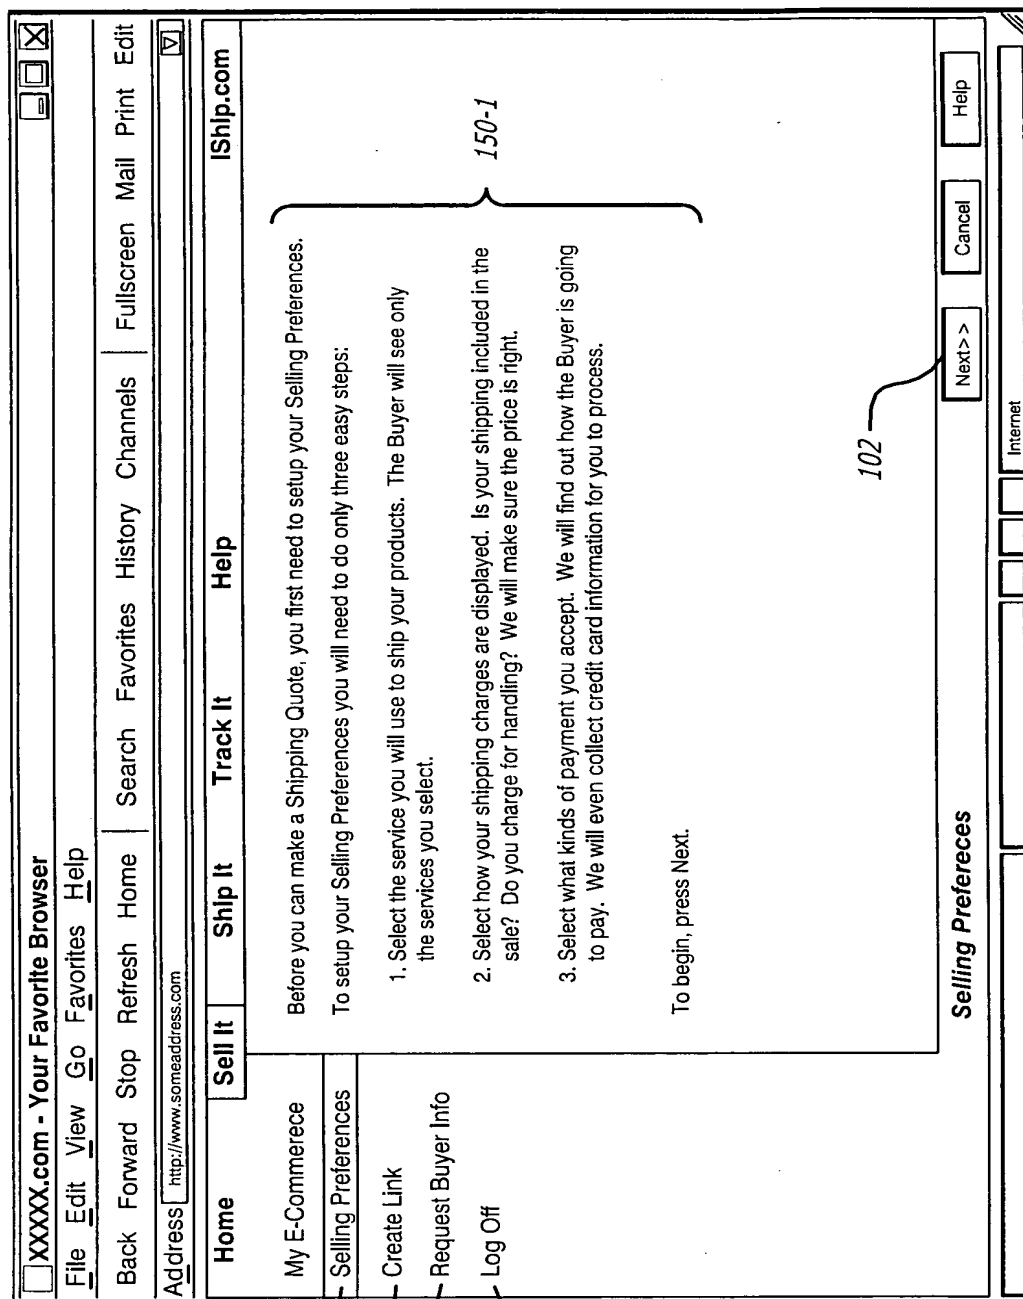 XXXXX.com - Your Favorite Browser
File Edit View Go Favorites Help
Back Forward Stop Refresh Home Search Favorites History Channels Fullscreen Mail Print Edit
Address http://www.someaddress.com
Home Sell It Ship It Track It Help IShip.com
My E-Commerece
Selling Preferences
Create Link
Request Buyer Info
Log Off
Before you can make a Shipping Quote, you first need to setup your Selling Preferences.
To setup your Selling Preferences you will need to do only three easy steps:
1. Select the service you will use to ship your products. The Buyer will see only
the services you select.
2. Select how your shipping charges are displayed. Is your shipping included in the
sale? Do you charge for handling? We will make sure the price is right.
3. Select what kinds of payment you accept. We will find out how the Buyer is going
to pay. We will even collect credit card information for you to process.
To begin, press Next.
150-1
102
Selling Prefereces
Next>> Cancel Help
Internet